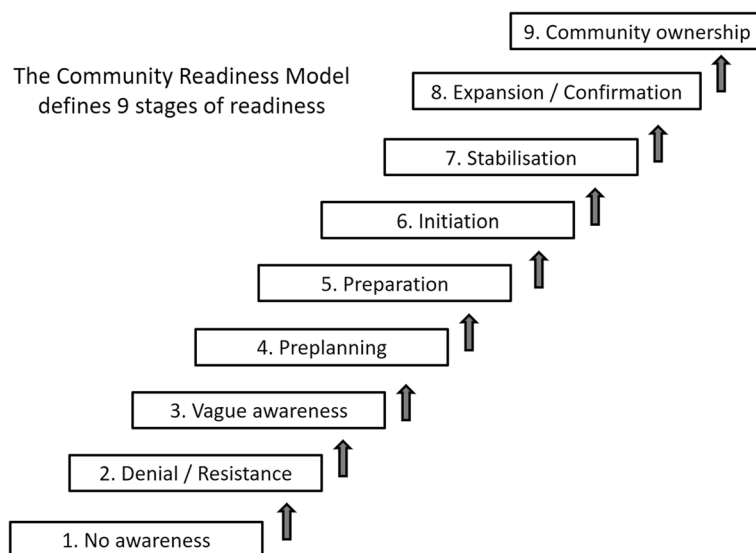 The Community Readiness Model
defines 9 stages of readiness
9. Community ownership
8. Expansion / Confirmation
7. Stabilisation
6. Initiation
5. Preparation
4. Preplanning
3. Vague awareness
2. Denial / Resistance
1. No awareness